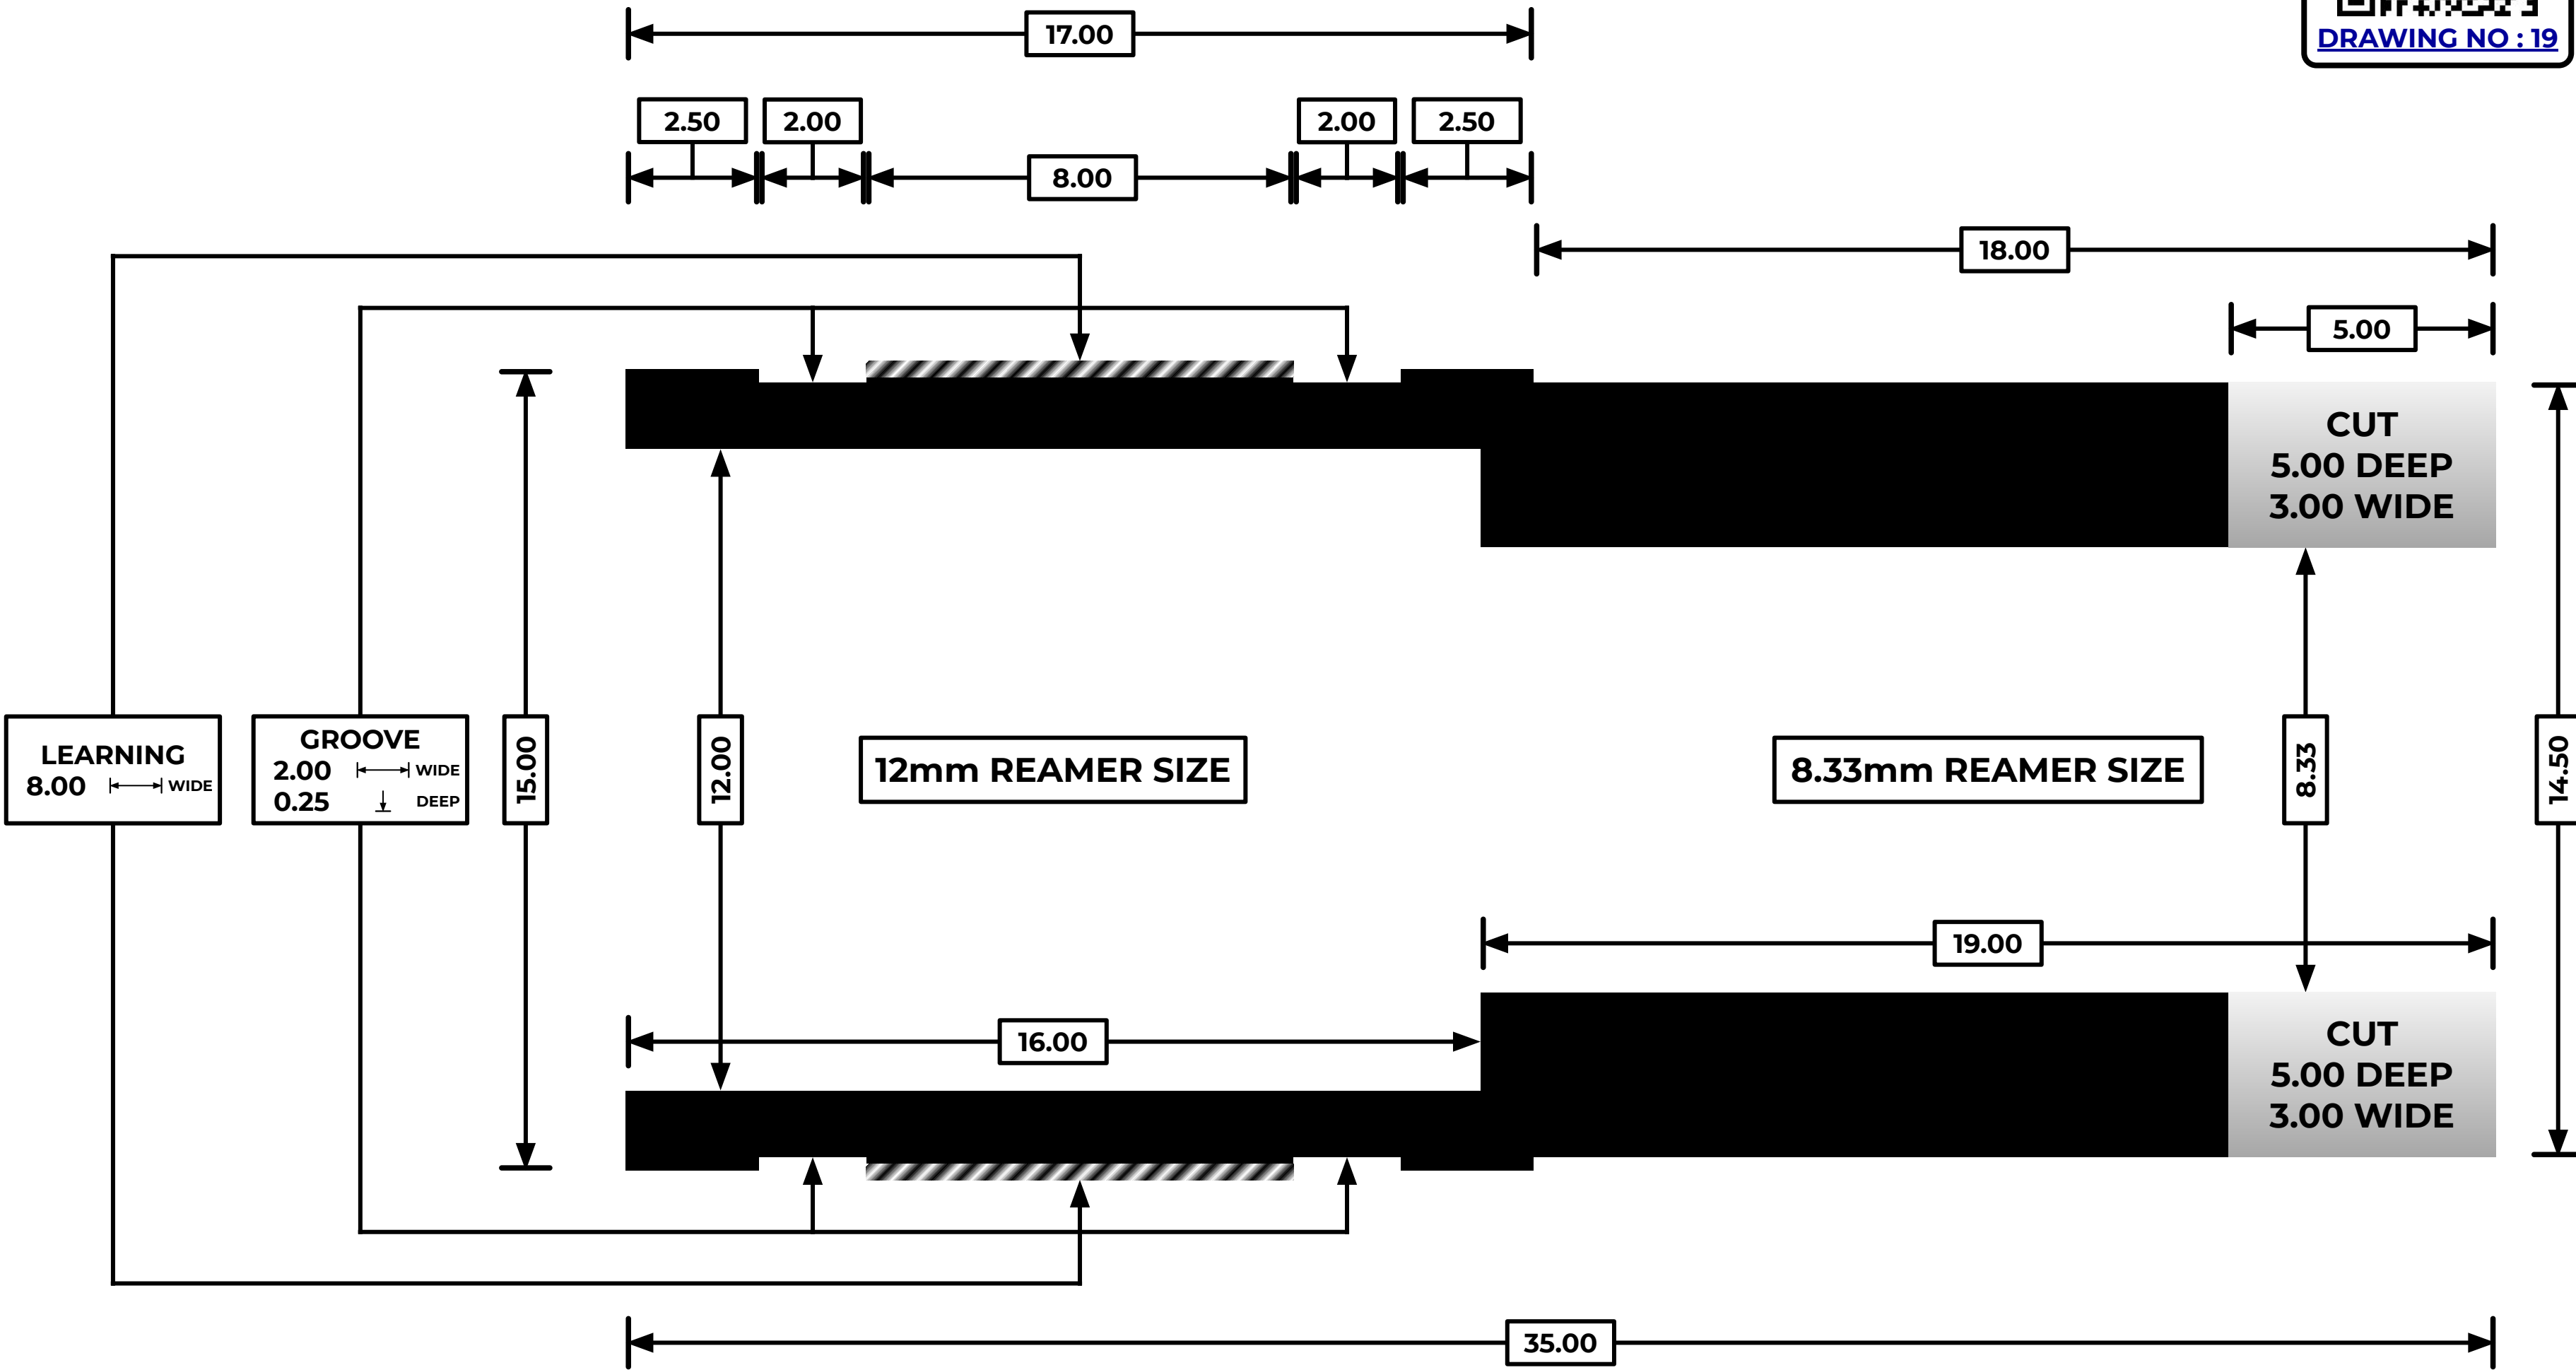 17.00
DRAWING NO : 19
2.50
2.00
2.00
2.50
8.00
18.00
5.00
CUT
5.00 DEEP
3.00 WIDE
LEARNING
8.00 WIDE
GROOVE
2.00 WIDE
0.25 DEEP
15.00
12.00
12mm REAMER SIZE
8.33mm REAMER SIZE
8.33
14.50
19.00
16.00
CUT
5.00 DEEP
3.00 WIDE
35.00